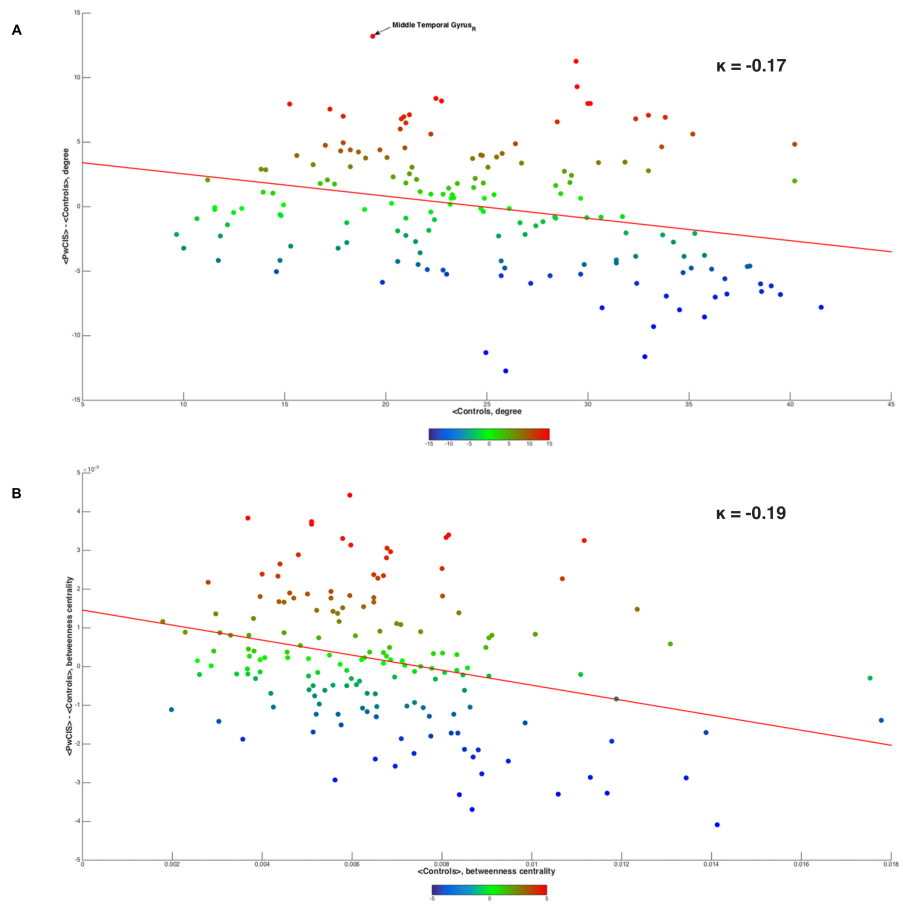 A
Middle Temporal Gyrus R
κ = -0.17
15
10
5
0
-5
-10
-15
<PwCIS> - <Controls>, degree
5 10 15 20 25 30 35 40 45
<Controls, degree
-15 -10 -5 0 5 10 15
B
κ = -0.19
5 ×10⁻³
4
3
2
1
0
-1
-2
-3
-4
-5
<PwCIS> - <Controls>, betweenness centrality
0 0.002 0.004 0.006 0.008 0.01 0.012 0.014 0.016 0.018
<Controls>, betweenness centrality
-5 0 5